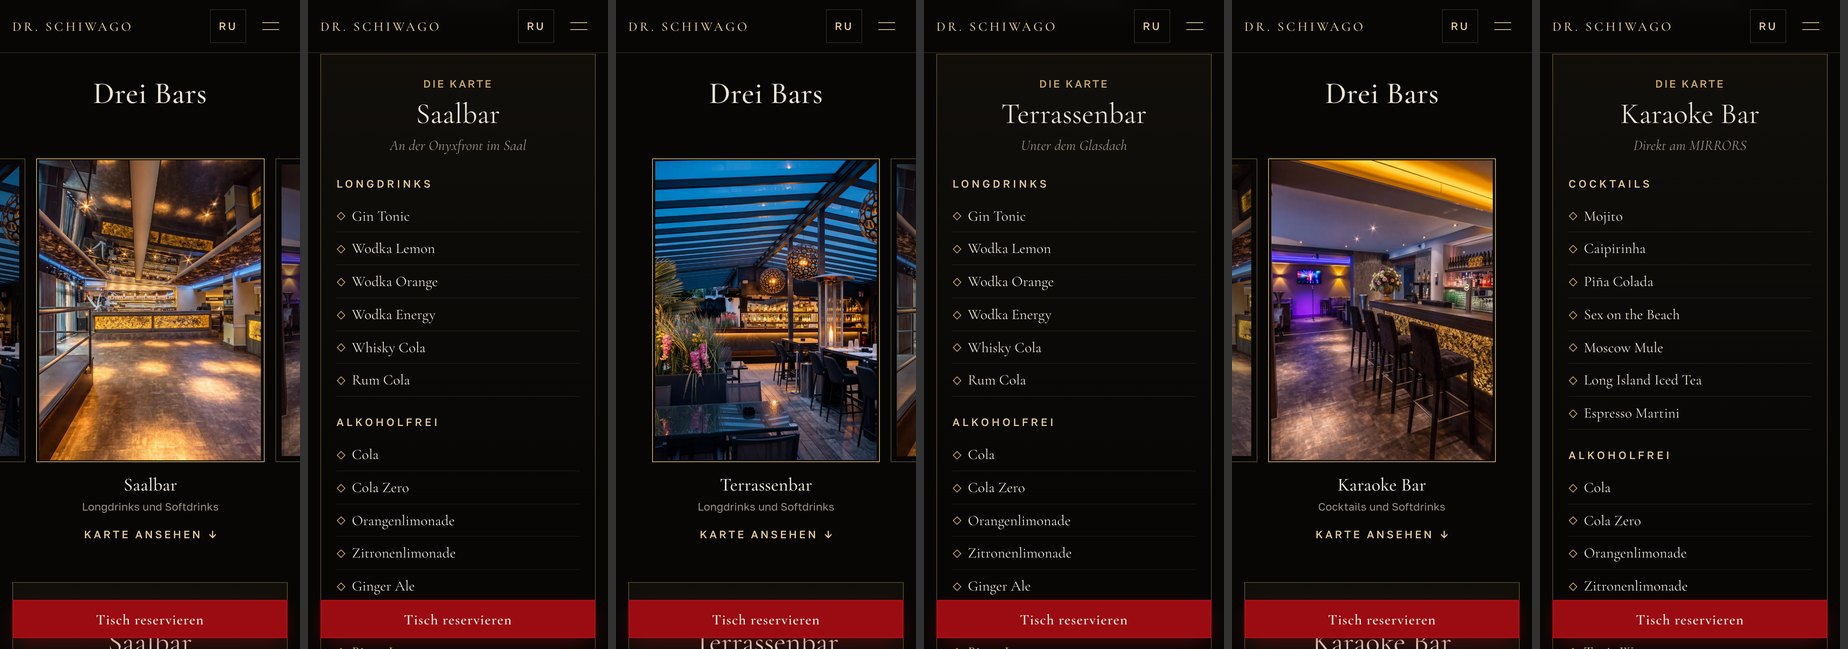 DR. SCHIWAGO
RU
Drei Bars
Saalbar
Longdrinks und Softdrinks
KARTE ANSEHEN ↓
Tisch reservieren
Saalbar
DR. SCHIWAGO
RU
DIE KARTE
Saalbar
An der Onyxfront im Saal
LONGDRINKS
Gin Tonic
Wodka Lemon
Wodka Orange
Wodka Energy
Whisky Cola
Rum Cola
ALKOHOLFREI
Cola
Cola Zero
Orangenlimonade
Zitronenlimonade
Ginger Ale
Tisch reservieren
DR. SCHIWAGO
RU
Drei Bars
Terrassenbar
Longdrinks und Softdrinks
KARTE ANSEHEN ↓
Tisch reservieren
Terrassenbar
DR. SCHIWAGO
RU
DIE KARTE
Terrassenbar
Unter dem Glasdach
LONGDRINKS
Gin Tonic
Wodka Lemon
Wodka Orange
Wodka Energy
Whisky Cola
Rum Cola
ALKOHOLFREI
Cola
Cola Zero
Orangenlimonade
Zitronenlimonade
Ginger Ale
Tisch reservieren
DR. SCHIWAGO
RU
Drei Bars
Karaoke Bar
Cocktails und Softdrinks
KARTE ANSEHEN ↓
Tisch reservieren
Karaoke Bar
DR. SCHIWAGO
RU
DIE KARTE
Karaoke Bar
Direkt am MIRRORS
COCKTAILS
Mojito
Caipirinha
Piña Colada
Sex on the Beach
Moscow Mule
Long Island Iced Tea
Espresso Martini
ALKOHOLFREI
Cola
Cola Zero
Orangenlimonade
Zitronenlimonade
Tisch reservieren